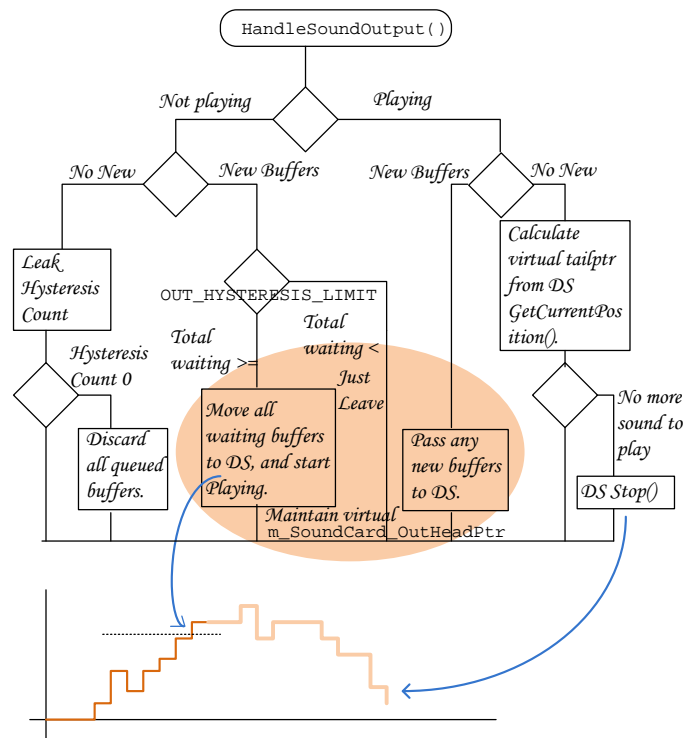 HandleSoundOutput()
Not playing
Playing
No New
New Buffers
New Buffers
No New
Leak
Hysteresis
Count
Calculate
virtual tailptr
from DS
GetCurrentPos
ition().
OUT_HYSTERESIS_LIMIT
Total
waiting >=
Total
waiting <
Just
Leave
Hysteresis
Count 0
No more
sound to
play
Discard
all queued
buffers.
Move all
waiting buffers
to DS, and start
Playing.
Pass any
new buffers
to DS.
DS Stop()
Maintain virtual
m_SoundCard_OutHeadPtr